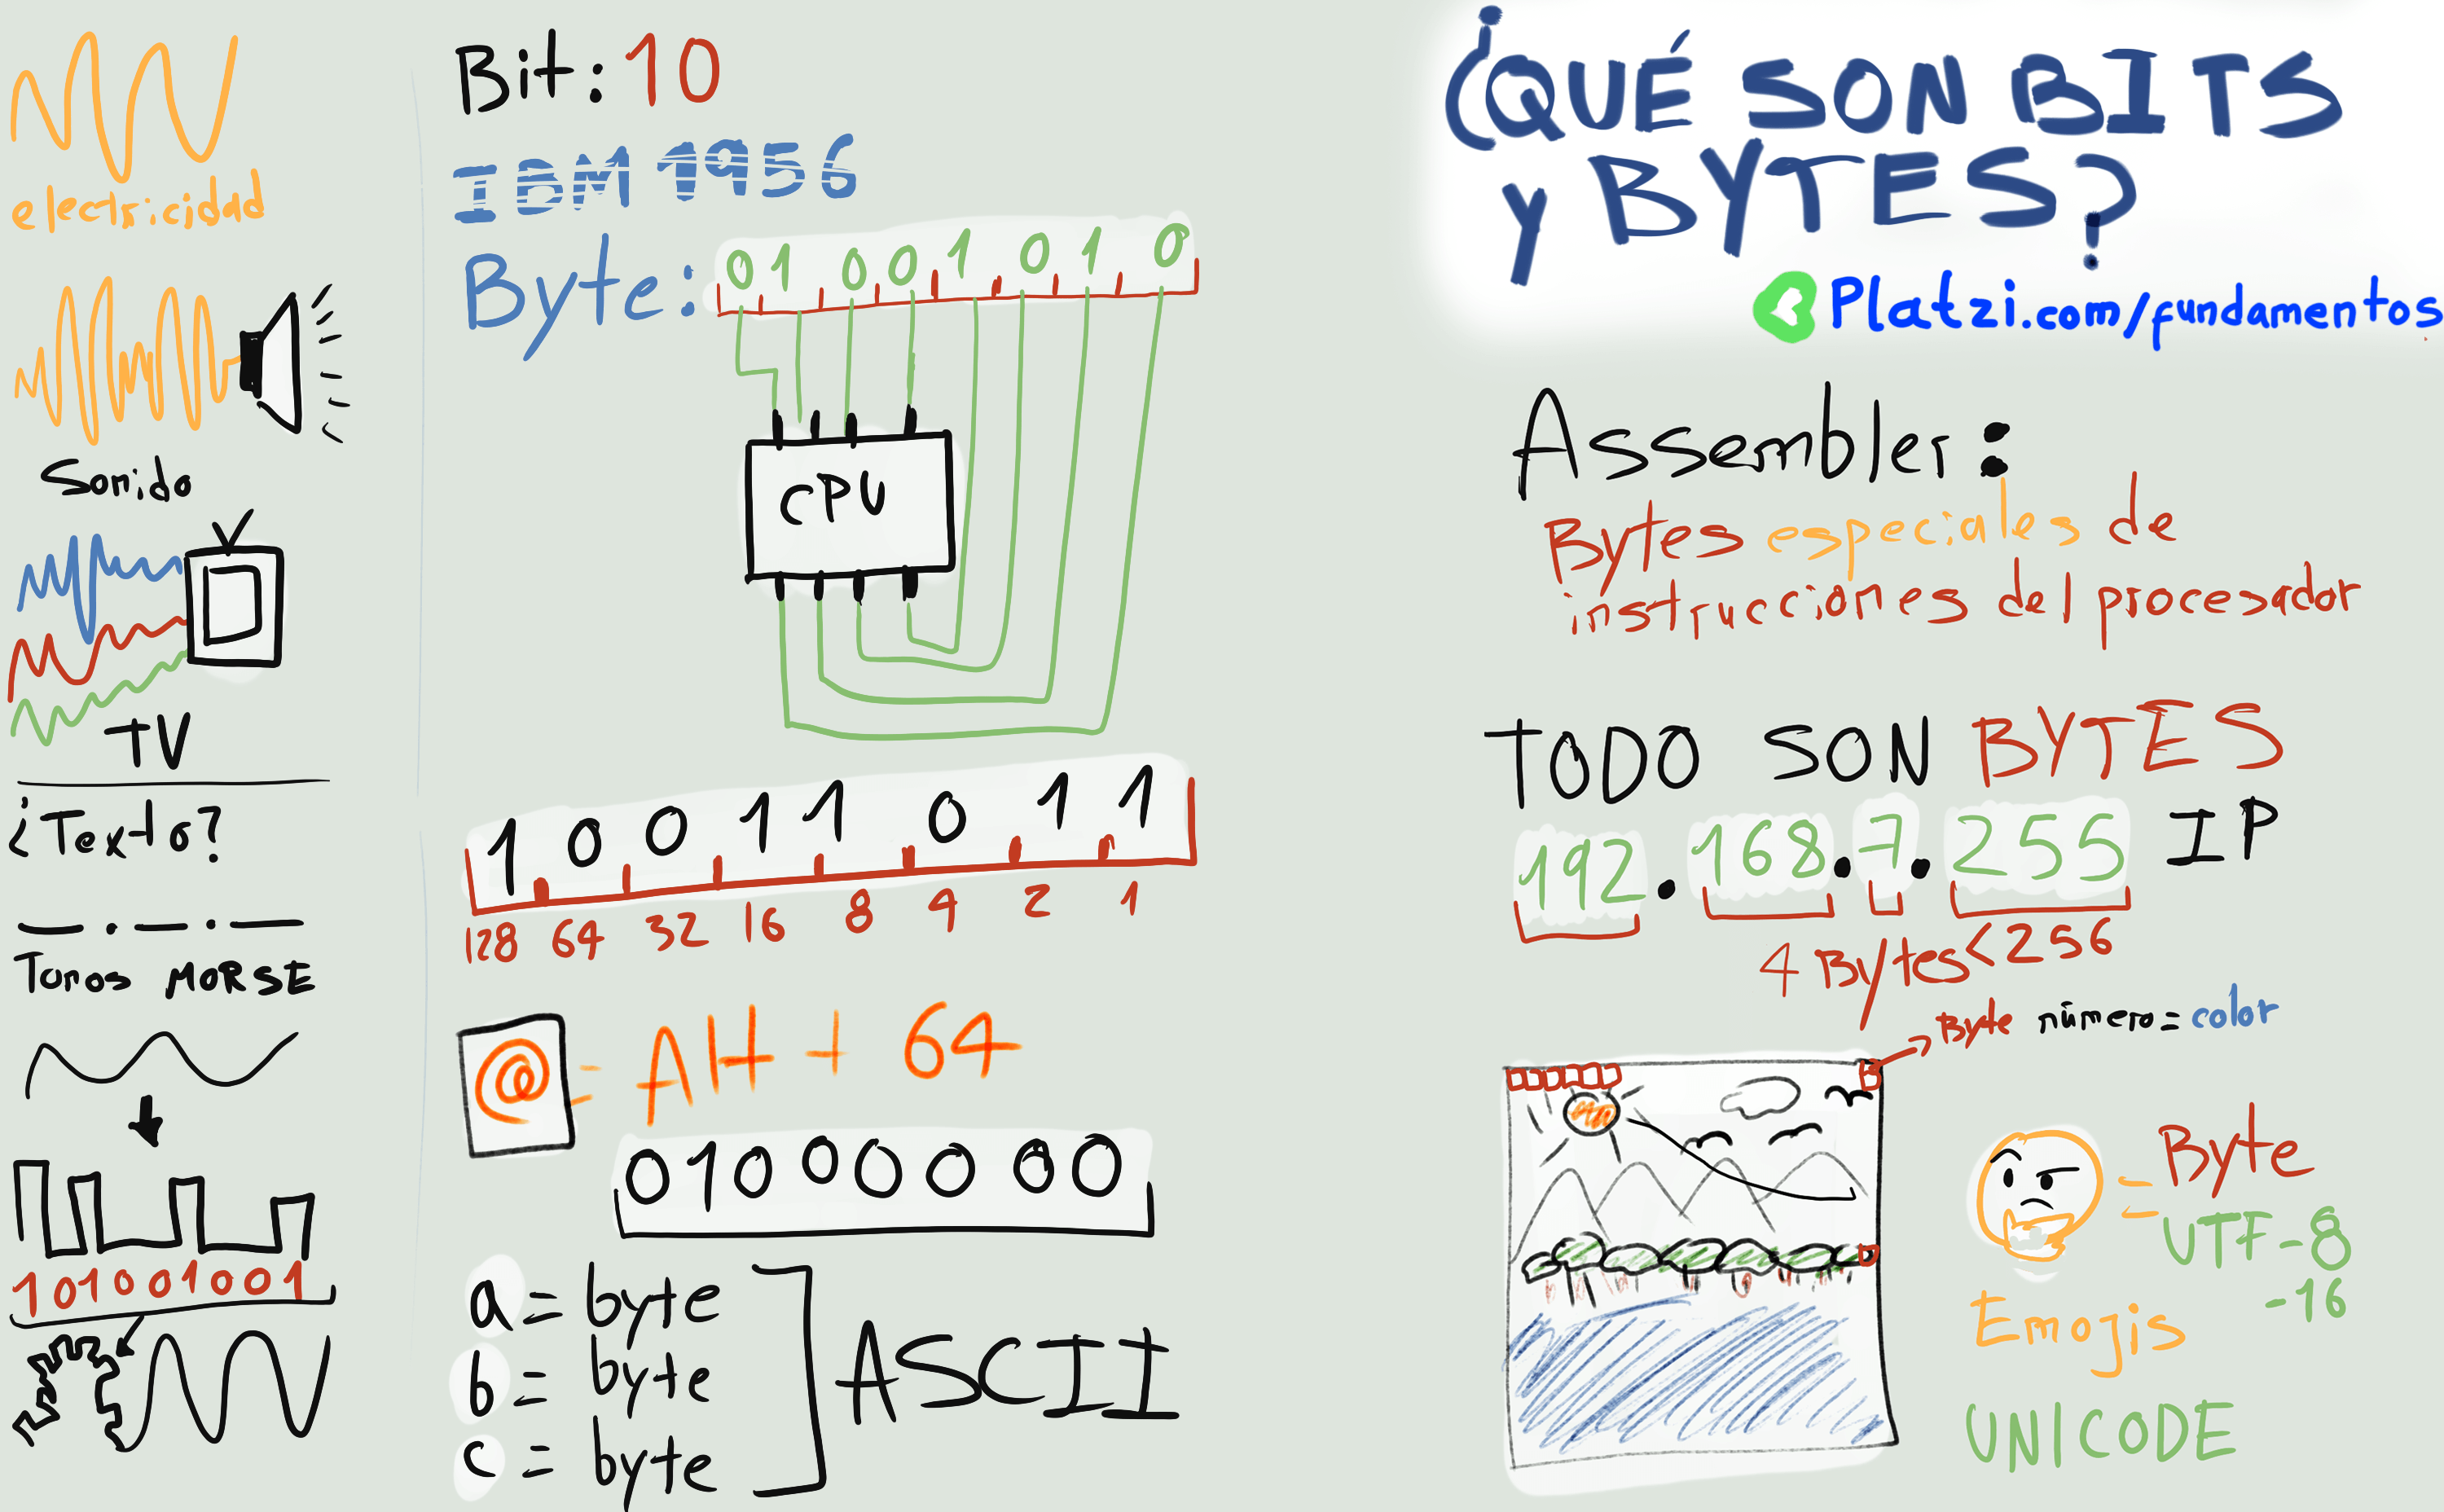 electricidad
Sonido
TV
¿Texto?
Tonos MORSE
101001001
Bit: 10
IBM 1956
Byte: 0 1 0 0 1 0 1 0
CPU
1 0 0 1 1 0 1 1
128 64 32 16 8 4 2 1
@ = Alt + 64
01000000
a = byte
b = byte
c = byte
ASCII
¿QUÉ SON BITS
y BYTES?
Platzi.com/fundamentos
Assembler:
Bytes especiales de
instrucciones del procesador
TODO SON BYTES
192.168.7.255 IP
4 Bytes < 256
Byte número = color
= Byte
UTF-8
-16
Emojis
UNICODE